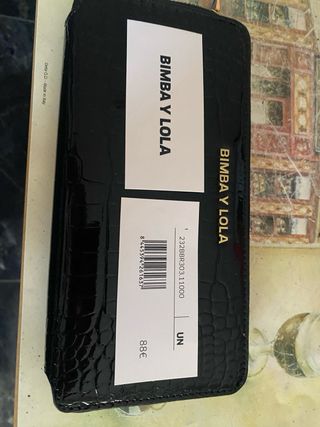 BIMBA Y LOLA
BIMBA Y LOLA
232BBR303.11000
UN
88€